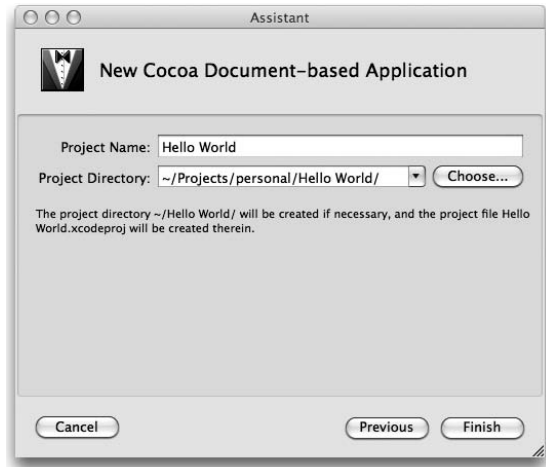 Assistant
New Cocoa Document-based Application
Project Name: Hello World
Project Directory: ~/Projects/personal/Hello World/ Choose...
The project directory ~/Hello World/ will be created if necessary, and the project file Hello
World.xcodeproj will be created therein.
Cancel Previous Finish